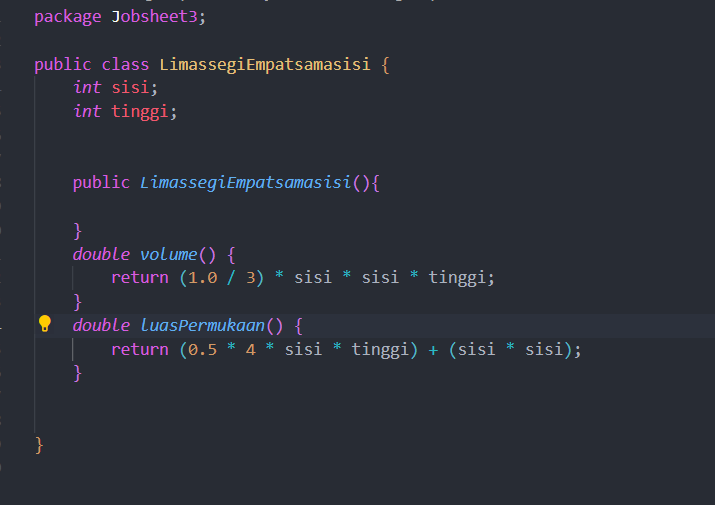 package Jobsheet3;
public class LimassegiEmpatsamasisi {
int sisi;
int tinggi;
public LimassegiEmpatsamasisi(){
}
double volume() {
return (1.0 / 3) * sisi * sisi * tinggi;
}
double luasPermukaan() {
return (0.5 * 4 * sisi * tinggi) + (sisi * sisi);
}
}